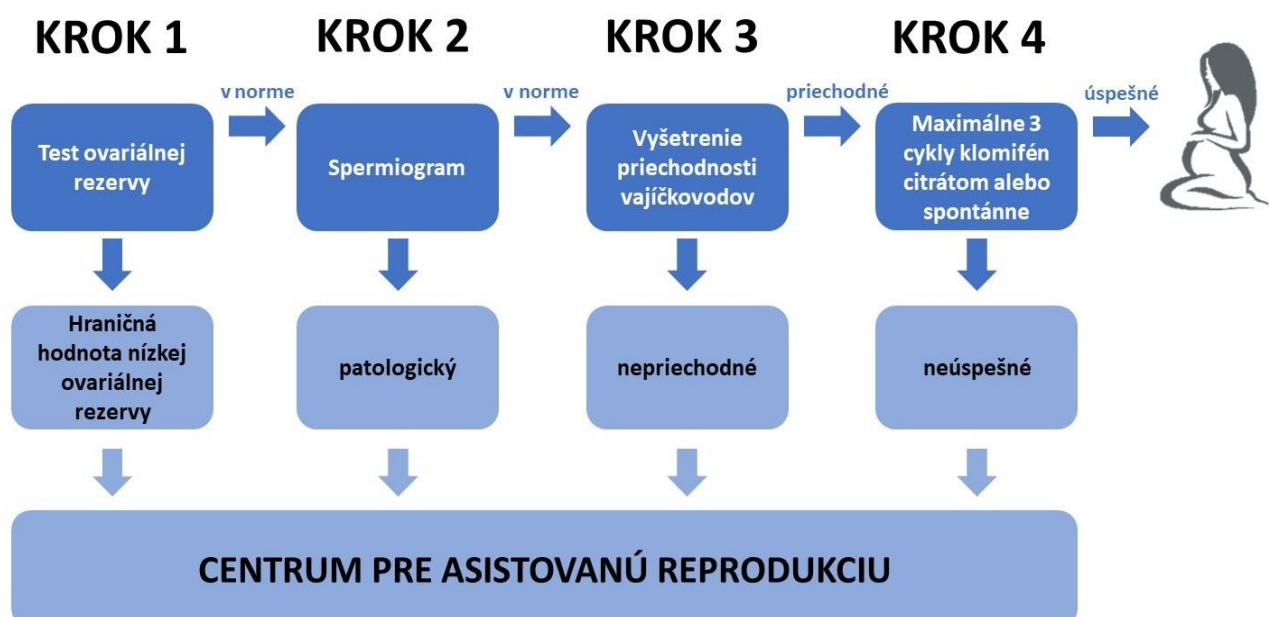 KROK 1
KROK 2
KROK 3
KROK 4
v norme
v norme
priechodné
úspešné
Test ovariálnej
rezervy
Spermiogram
Vyšetrenie
priechodnosti
vajíčkovodov
Maximálne 3
cykly klomifén
citrátom alebo
spontánne
Hraničná
hodnota nízkej
ovariálnej
rezervy
patologický
nepriechodné
neúspešné
CENTRUM PRE ASISTOVANÚ REPRODUKCIU